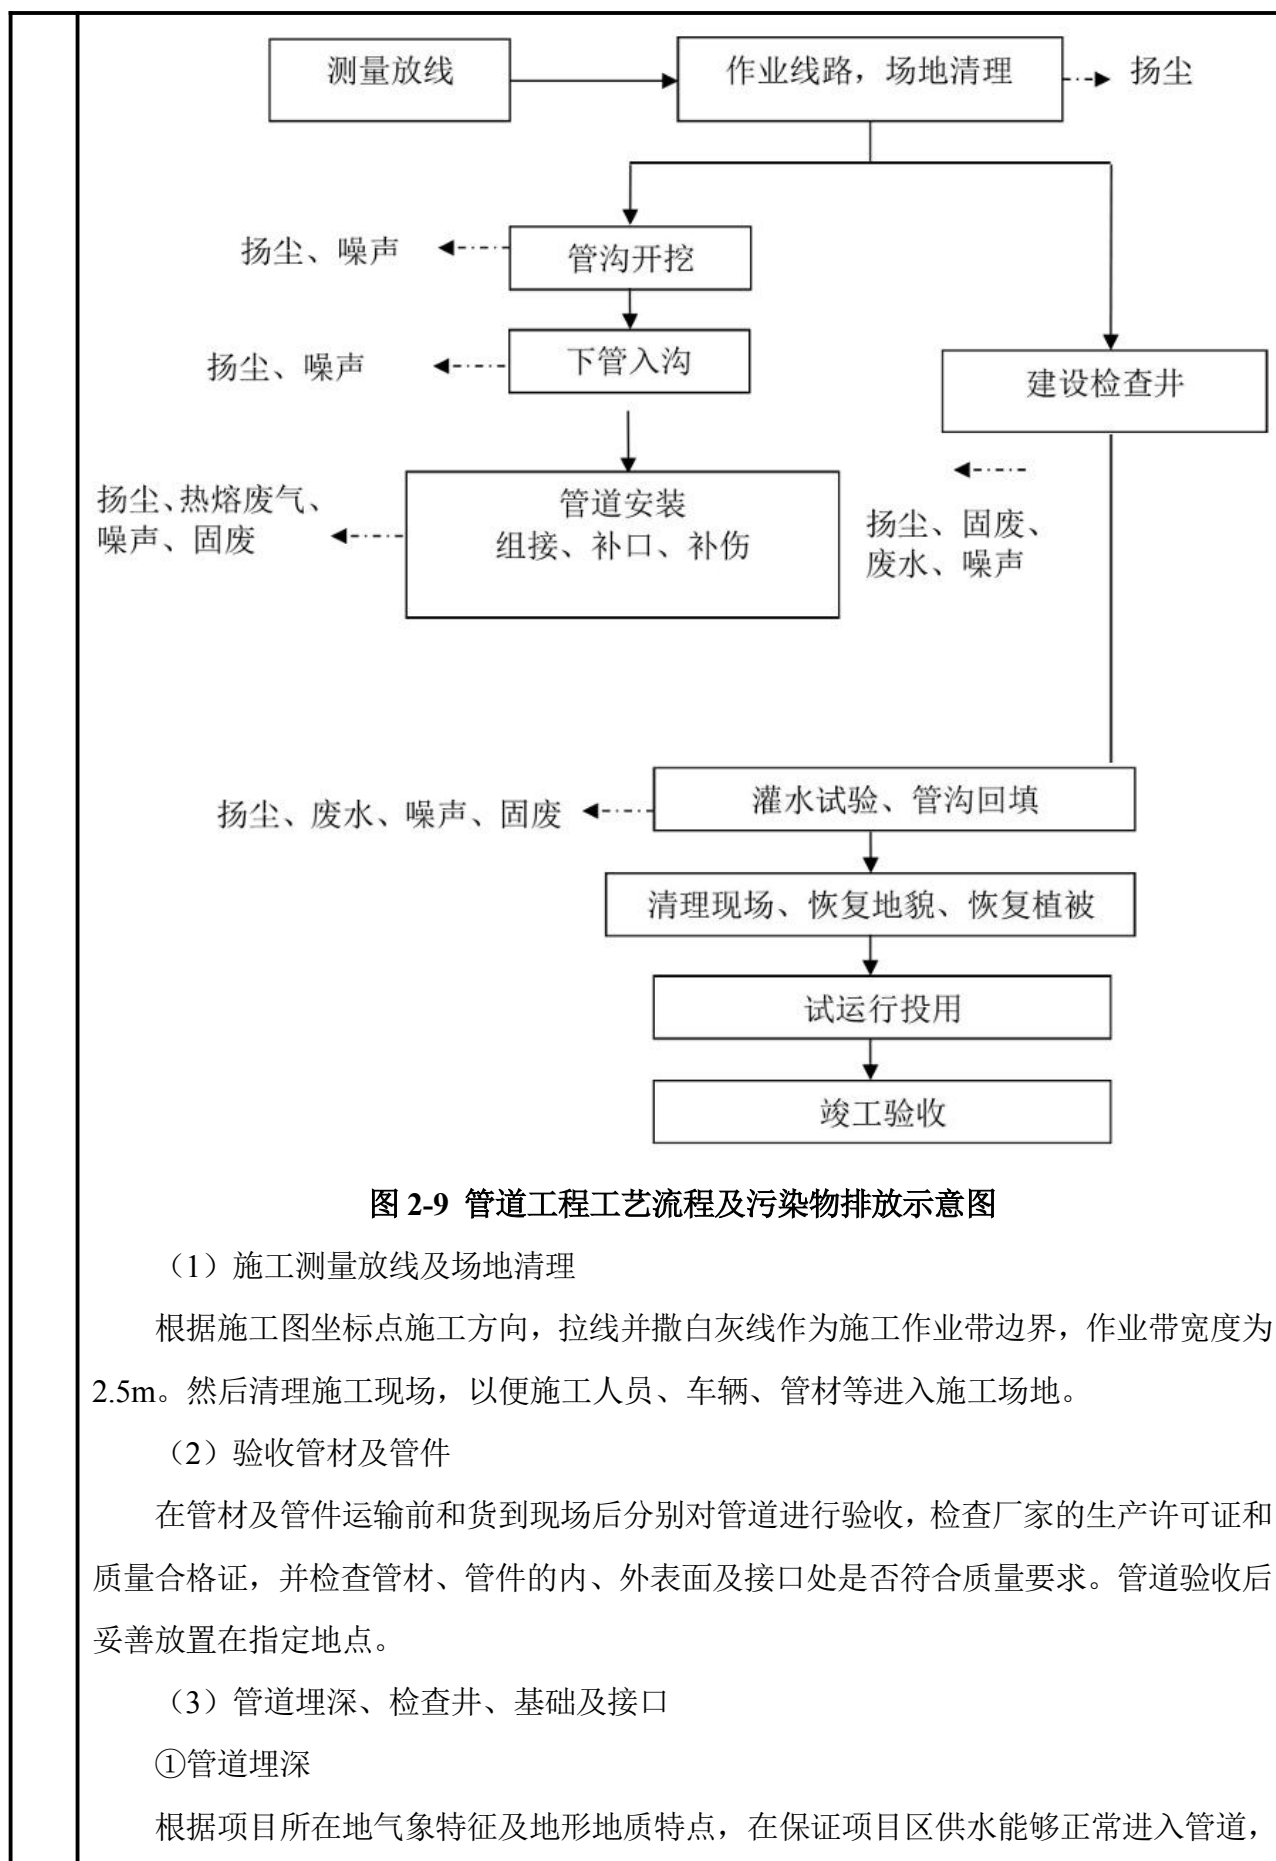 测量放线
作业线路，场地清理
扬尘
扬尘、噪声
管沟开挖
扬尘、噪声
下管入沟
建设检查井
扬尘、热熔废气、
噪声、固废
管道安装
组接、补口、补伤
扬尘、固废、
废水、噪声
扬尘、废水、噪声、固废
灌水试验、管沟回填
清理现场、恢复地貌、恢复植被
试运行投用
竣工验收
图 2-9 管道工程工艺流程及污染物排放示意图
（1）施工测量放线及场地清理
根据施工图坐标点施工方向，拉线并撒白灰线作为施工作业带边界，作业带宽度为
2.5m。然后清理施工现场，以便施工人员、车辆、管材等进入施工场地。
（2）验收管材及管件
在管材及管件运输前和货到现场后分别对管道进行验收，检查厂家的生产许可证和
质量合格证，并检查管材、管件的内、外表面及接口处是否符合质量要求。管道验收后
妥善放置在指定地点。
（3）管道埋深、检查井、基础及接口
①管道埋深
根据项目所在地气象特征及地形地质特点，在保证项目区供水能够正常进入管道，